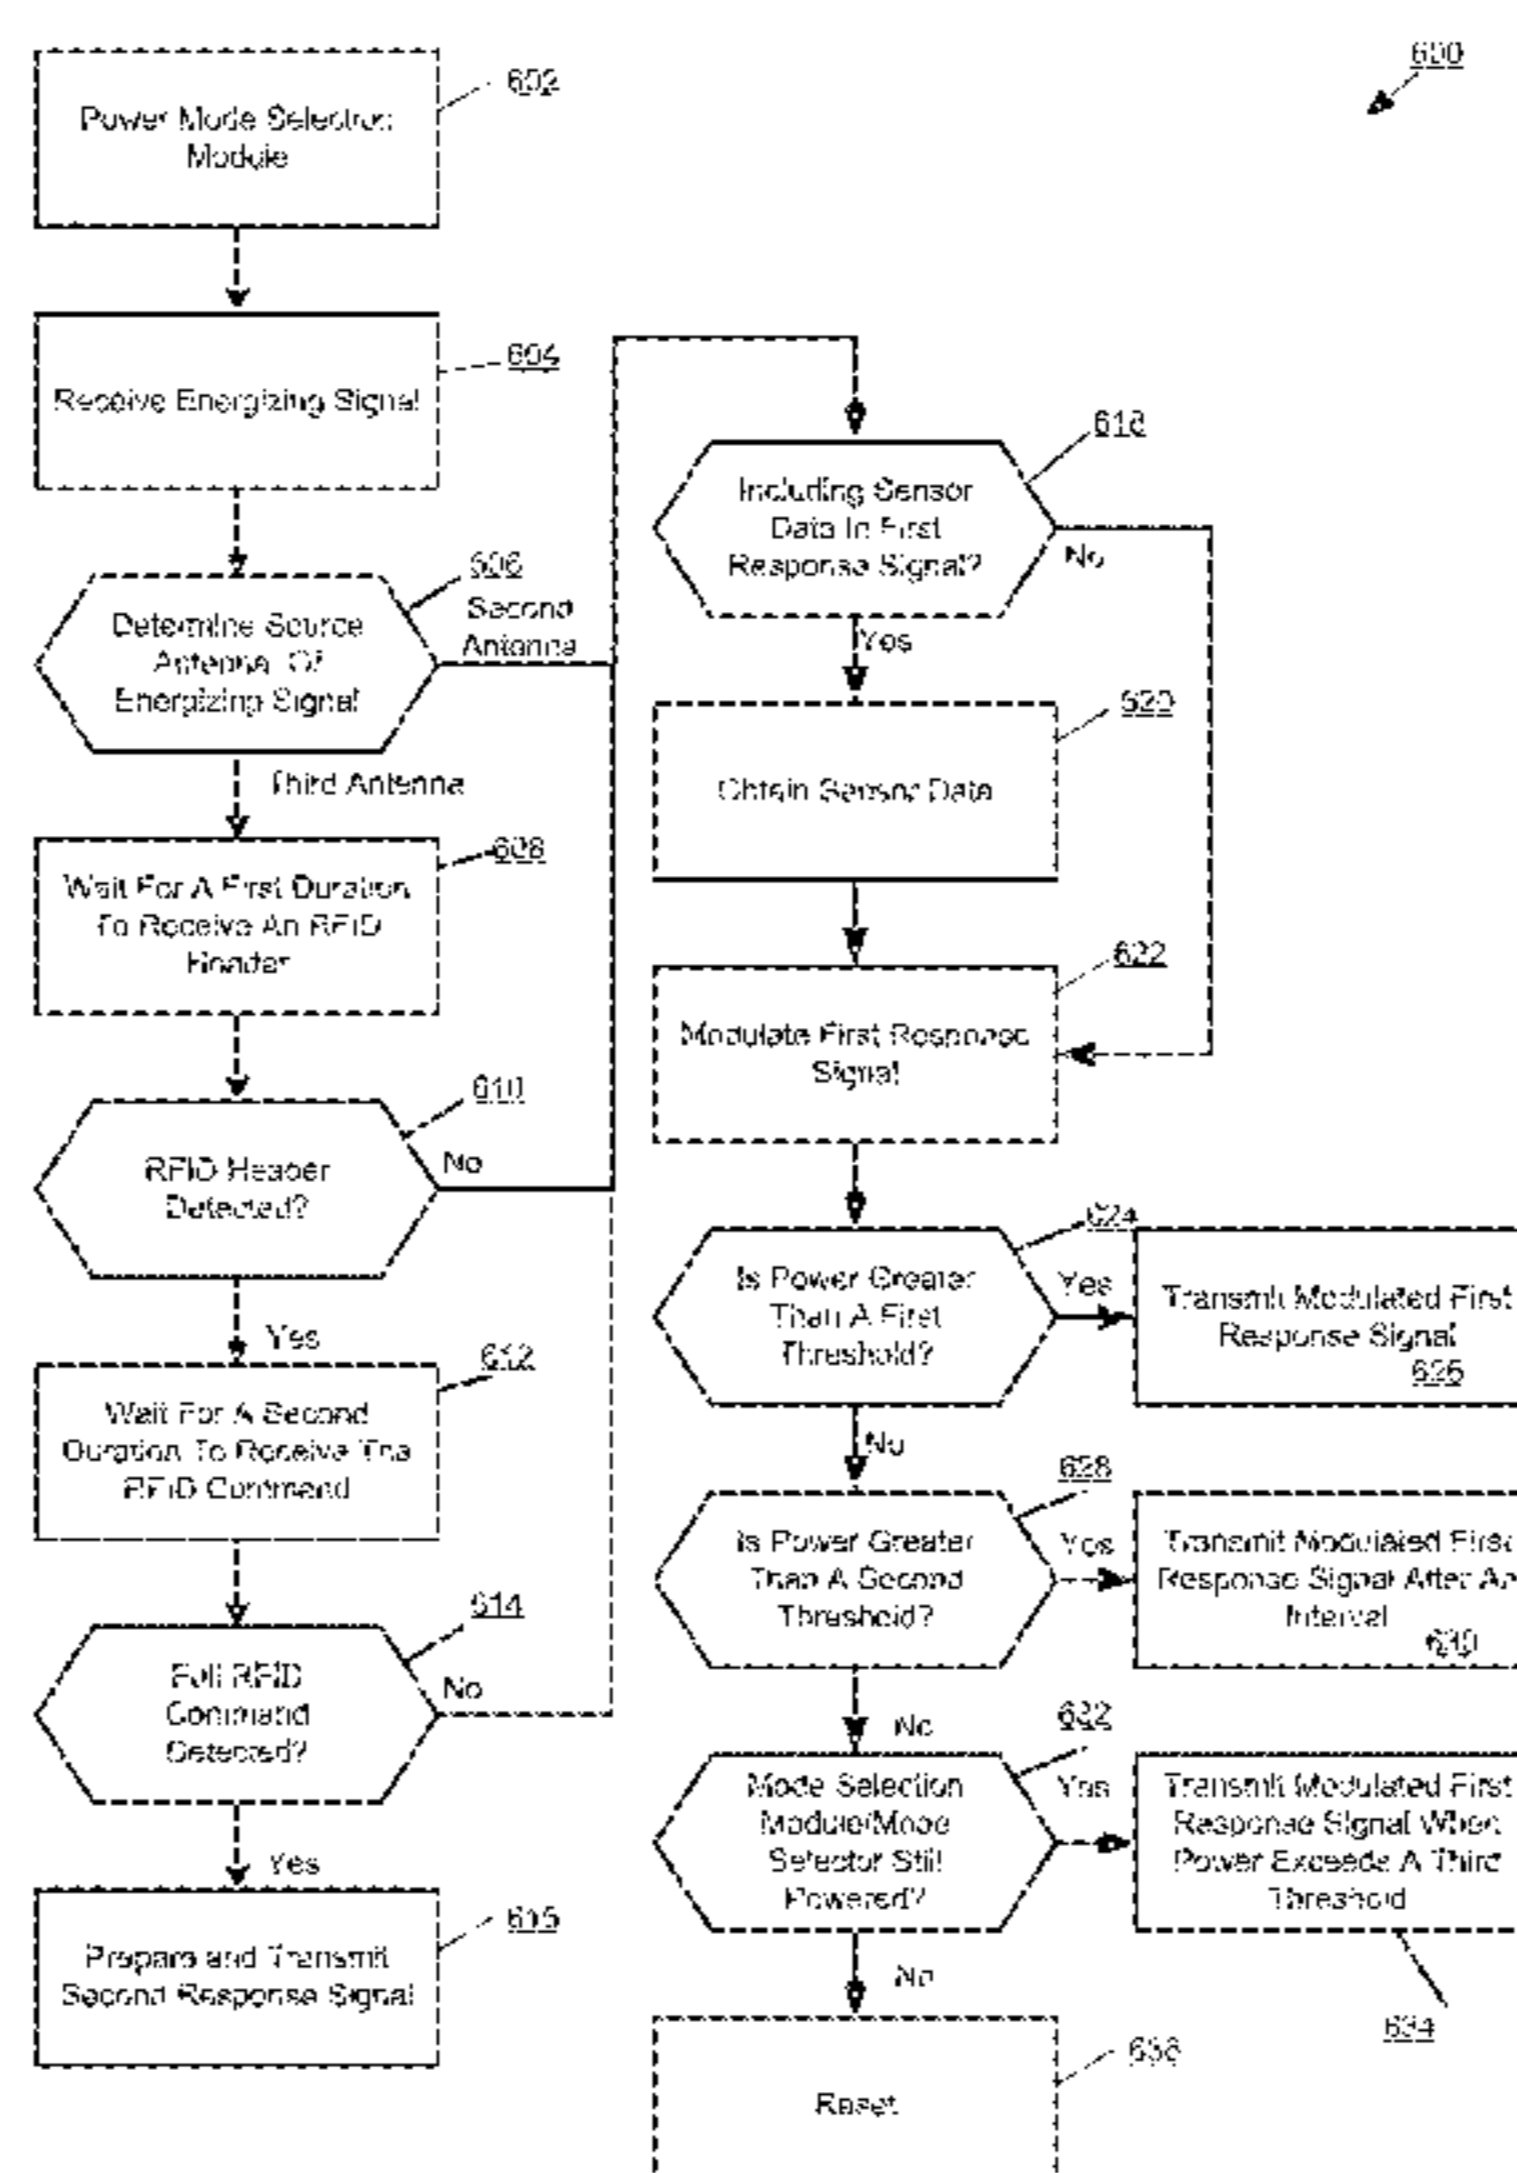 600
Power Mode Selection
Module
602
Receive Energizing Signal
604
Determine Source
Antenna Of
Energizing Signal
606
Second
Antenna
Third Antenna
Wait For A First Duration
To Receive An RFID
Header
608
RFID Header
Detected?
610
No
Yes
Wait For A Second
Duration To Receive The
RFID Command
612
Full RFID
Command
Detected?
614
No
Yes
Prepare and Transmit
Second Response Signal
616
Including Sensor
Data In First
Response Signal?
618
No
Yes
Obtain Sensor Data
620
Modulate First Response
Signal
622
Is Power Greater
Than A First
Threshold?
624
Yes
Transmit Modulated First
Response Signal
626
No
Is Power Greater
Than A Second
Threshold?
628
Yes
Transmit Modulated First
Response Signal After An
Interval
630
No
Mode Selection
Module/Mode
Selector Still
Powered?
632
Yes
Transmit Modulated First
Response Signal When
Power Exceeds A Third
Threshold
634
No
Reset